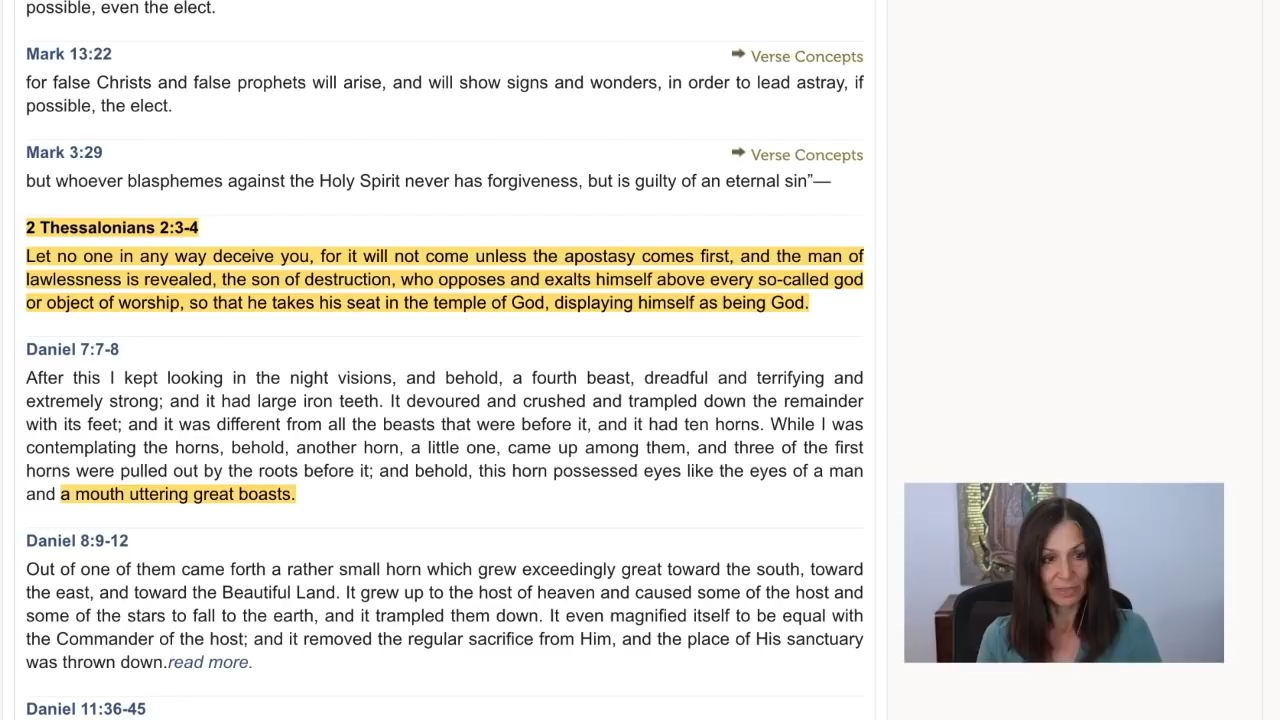 possible, even the elect.
Mark 13:22
Verse Concepts
for false Christs and false prophets will arise, and will show signs and wonders, in order to lead astray, if
possible, the elect.
Mark 3:29
Verse Concepts
but whoever blasphemes against the Holy Spirit never has forgiveness, but is guilty of an eternal sin”—
2 Thessalonians 2:3-4
Let no one in any way deceive you, for it will not come unless the apostasy comes first, and the man of
lawlessness is revealed, the son of destruction, who opposes and exalts himself above every so-called god
or object of worship, so that he takes his seat in the temple of God, displaying himself as being God.
Daniel 7:7-8
After this I kept looking in the night visions, and behold, a fourth beast, dreadful and terrifying and
extremely strong; and it had large iron teeth. It devoured and crushed and trampled down the remainder
with its feet; and it was different from all the beasts that were before it, and it had ten horns. While I was
contemplating the horns, behold, another horn, a little one, came up among them, and three of the first
horns were pulled out by the roots before it; and behold, this horn possessed eyes like the eyes of a man
and a mouth uttering great boasts.
Daniel 8:9-12
Out of one of them came forth a rather small horn which grew exceedingly great toward the south, toward
the east, and toward the Beautiful Land. It grew up to the host of heaven and caused some of the host and
some of the stars to fall to the earth, and it trampled them down. It even magnified itself to be equal with
the Commander of the host; and it removed the regular sacrifice from Him, and the place of His sanctuary
was thrown down.read more.
Daniel 11:36-45